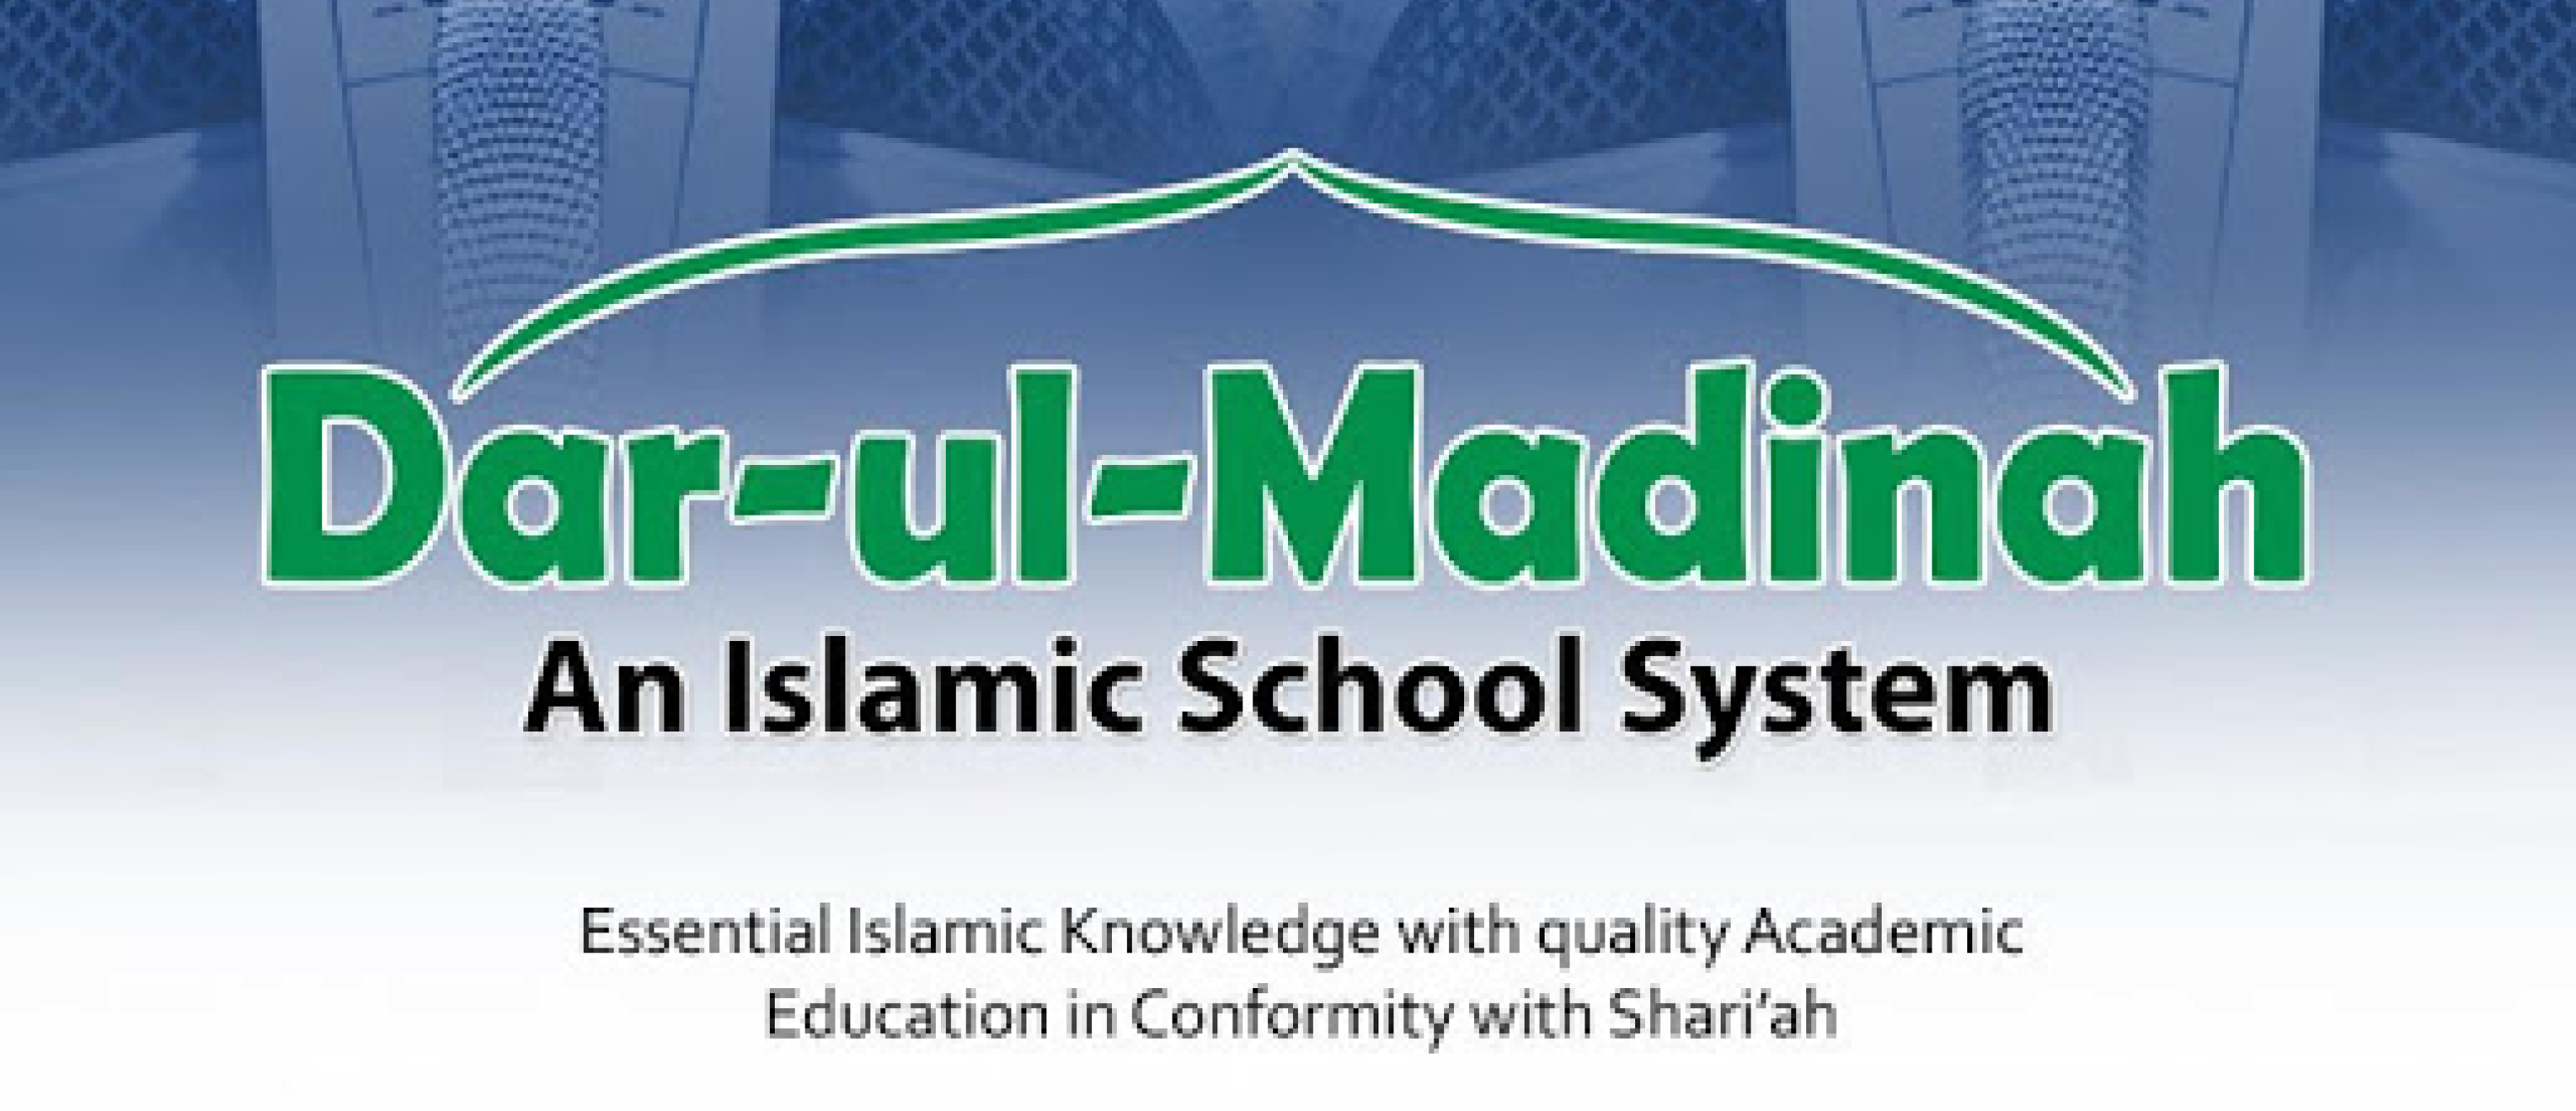 Dar-ul-Madinah
An Islamic School System
Essential Islamic Knowledge with quality Academic
Education in Conformity with Shari'ah